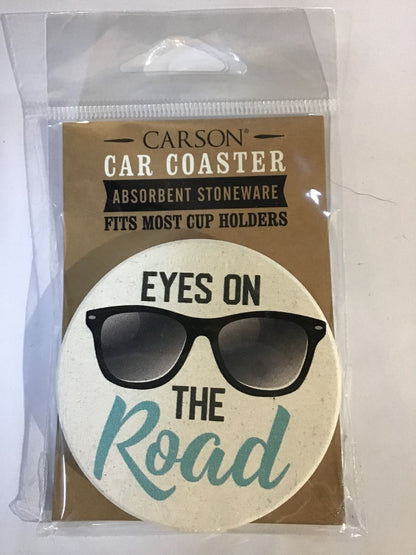 CARSON®
CAR COASTER
ABSORBENT STONEWARE
FITS MOST CUP HOLDERS
EYES ON
THE
Road